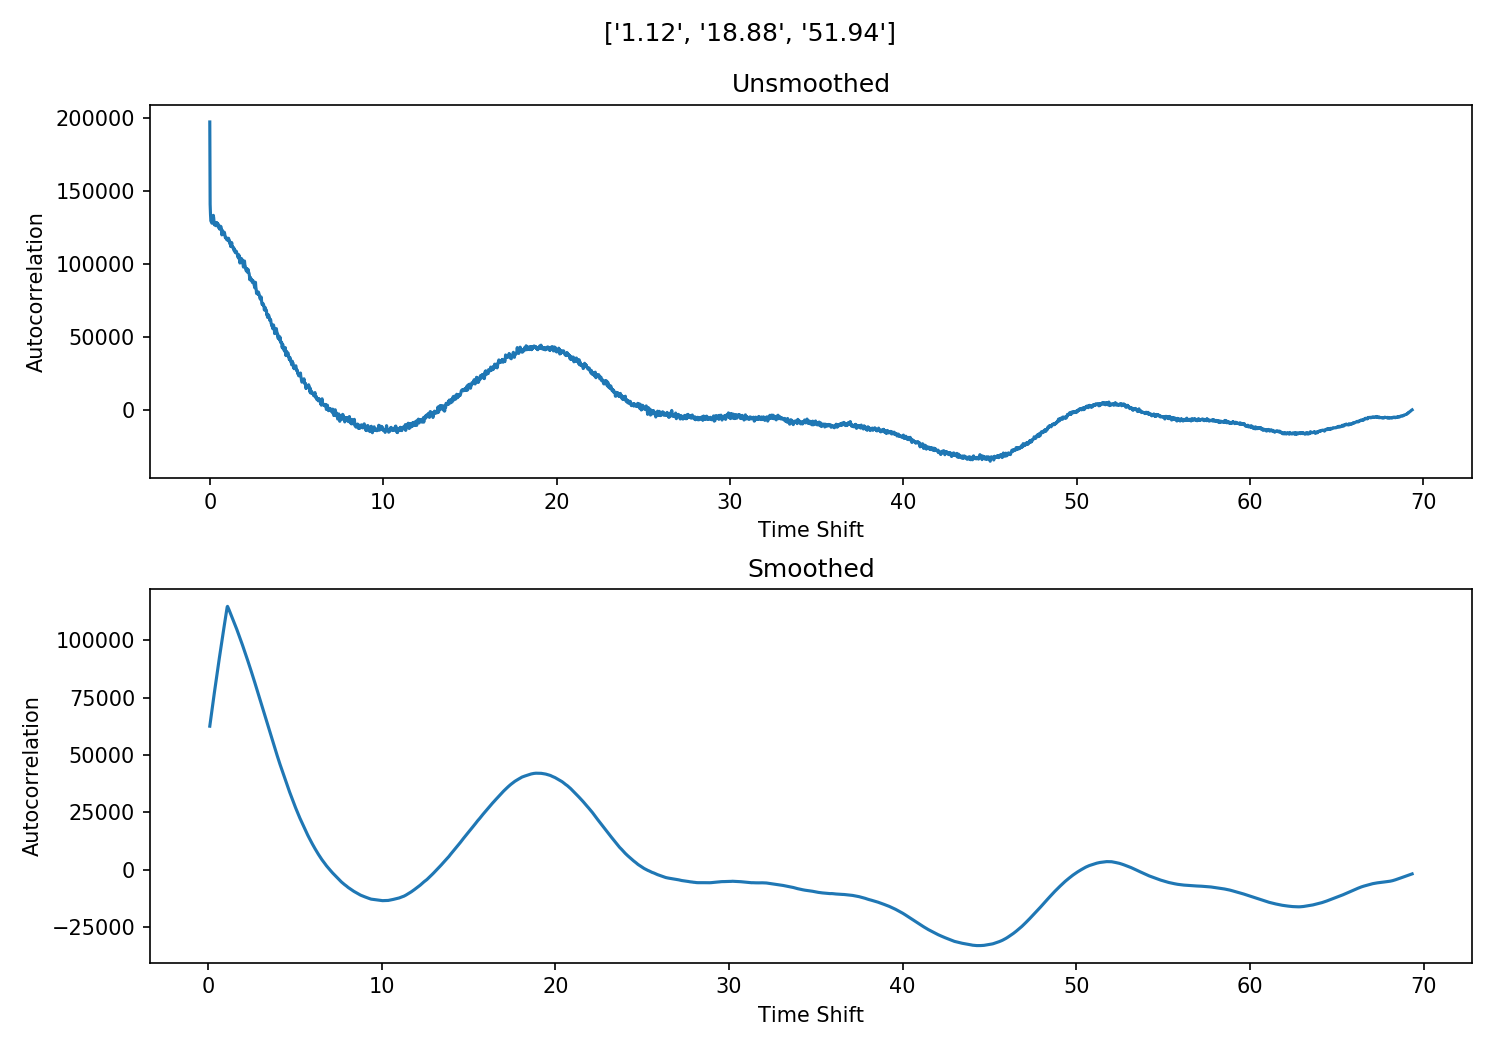 ['1.12', '18.88', '51.94']
Unsmoothed
Autocorrelation
200000
150000
100000
50000
0
0 10 20 30 40 50 60 70
Time Shift
Smoothed
Autocorrelation
100000
75000
50000
25000
0
−25000
0 10 20 30 40 50 60 70
Time Shift